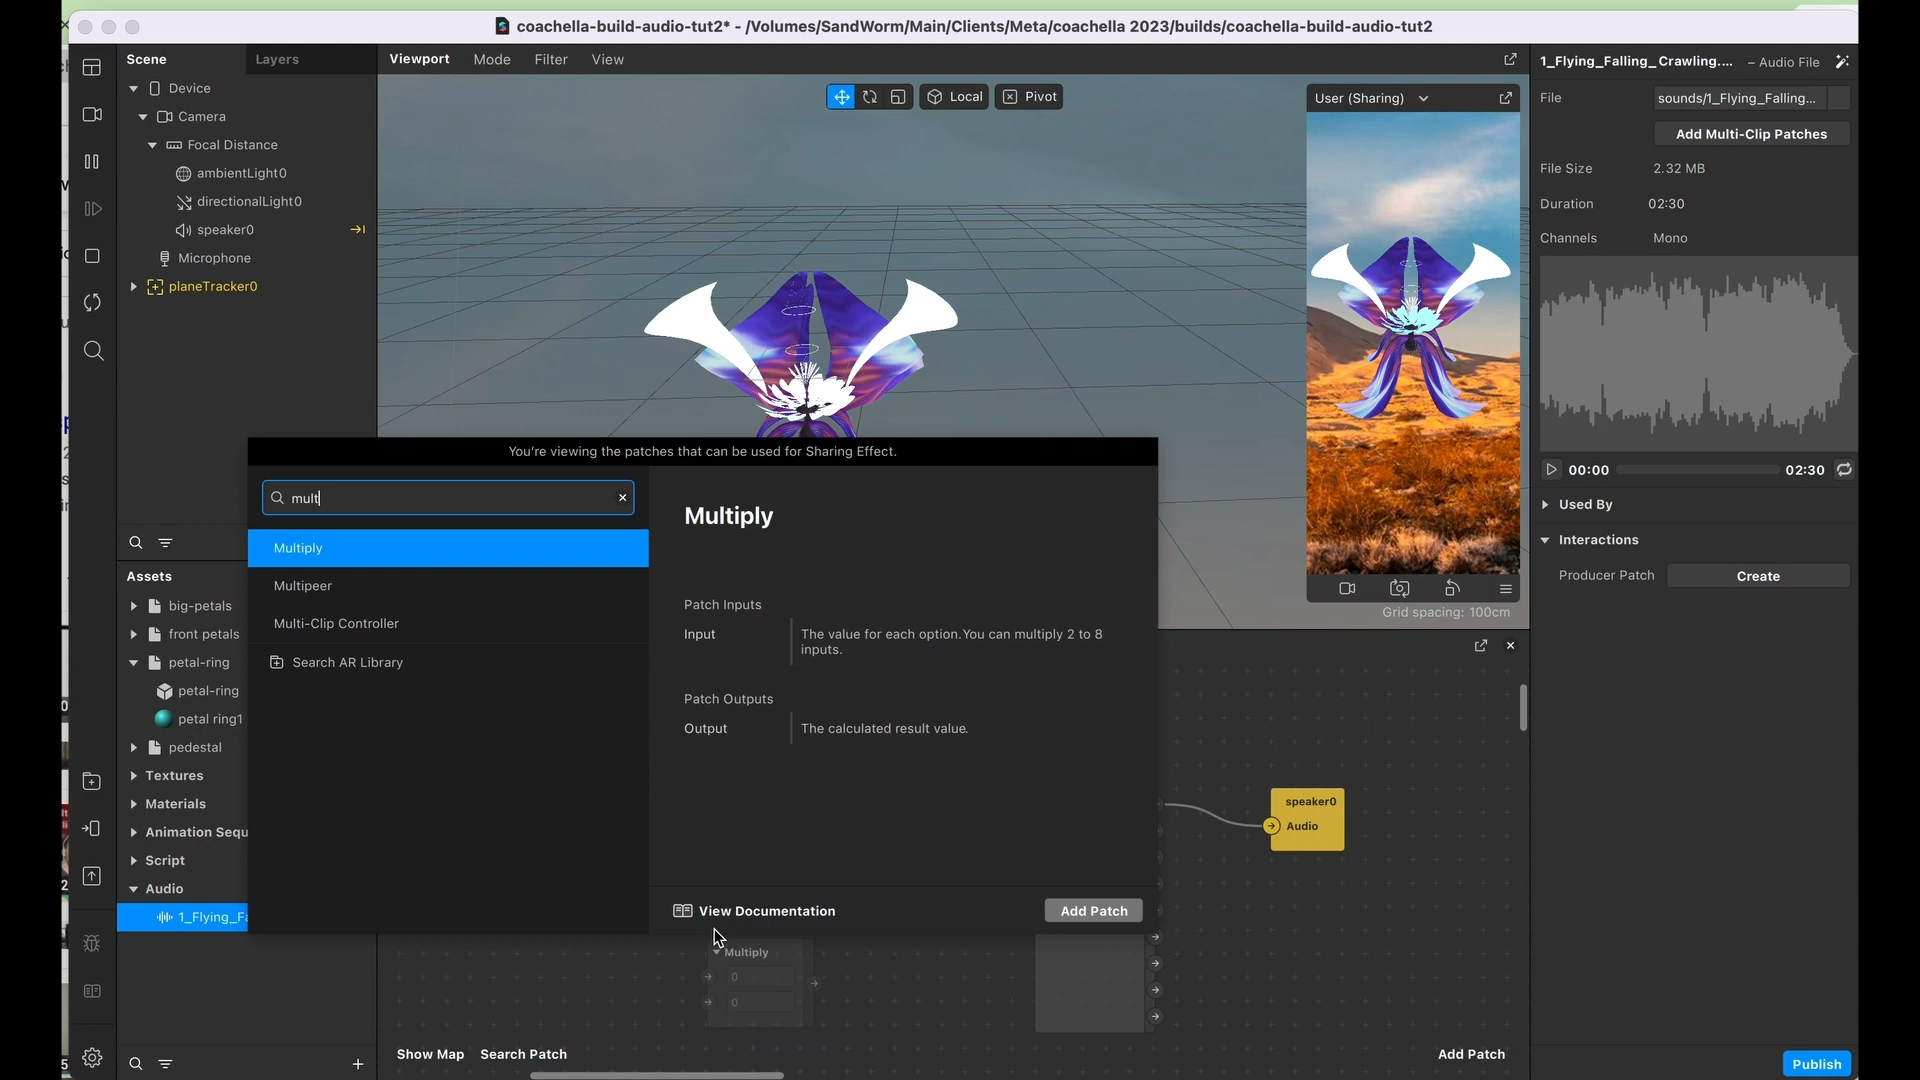 coachella-build-audio-tut2* - /Volumes/SandWorm/Main/Clients/Meta/coachella 2023/builds/coachella-build-audio-tut2
Scene
Layers
Device
Camera
Focal Distance
ambientLight0
directionalLight0
speaker0
Microphone
planeTracker0
Viewport
Mode
Filter
View
Local
Pivot
User (Sharing)
Grid spacing: 100cm
1_Flying_Falling_Crawling.... – Audio File
File
sounds/1_Flying_Falling...
Add Multi-Clip Patches
File Size
2.32 MB
Duration
02:30
Channels
Mono
00:00
02:30
Used By
Interactions
Producer Patch
Create
You're viewing the patches that can be used for Sharing Effect.
mult
Multiply
Multipeer
Multi-Clip Controller
Search AR Library
Multiply
Patch Inputs
Input
The value for each option.You can multiply 2 to 8
inputs.
Patch Outputs
Output
The calculated result value.
View Documentation
Add Patch
Assets
big-petals
front petals
petal-ring
petal-ring
petal ring1
pedestal
Textures
Materials
Animation Sequ
Script
Audio
1_Flying_Fa
speaker0
Audio
Multiply
0
0
Show Map
Search Patch
Add Patch
Publish